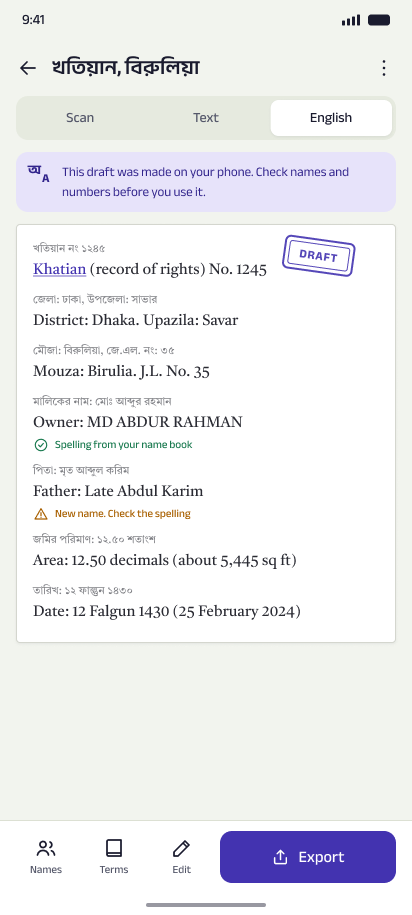 9:41
খতিয়ান, বিরুলিয়া
Scan
Text
English
অ A
This draft was made on your phone. Check names and
numbers before you use it.
খতিয়ান নং ১২৪৫
Khatian (record of rights) No. 1245
DRAFT
জেলা: ঢাকা, উপজেলা: সাভার
District: Dhaka. Upazila: Savar
মৌজা: বিরুলিয়া, জে.এল. নং: ৩৫
Mouza: Birulia. J.L. No. 35
মালিকের নাম: মোঃ আব্দুর রহমান
Owner: MD ABDUR RAHMAN
Spelling from your name book
পিতা: মৃত আব্দুল করিম
Father: Late Abdul Karim
New name. Check the spelling
জমির পরিমাণ: ১২.৫০ শতাংশ
Area: 12.50 decimals (about 5,445 sq ft)
তারিখ: ১২ ফাল্গুন ১৪৩০
Date: 12 Falgun 1430 (25 February 2024)
Names
Terms
Edit
Export